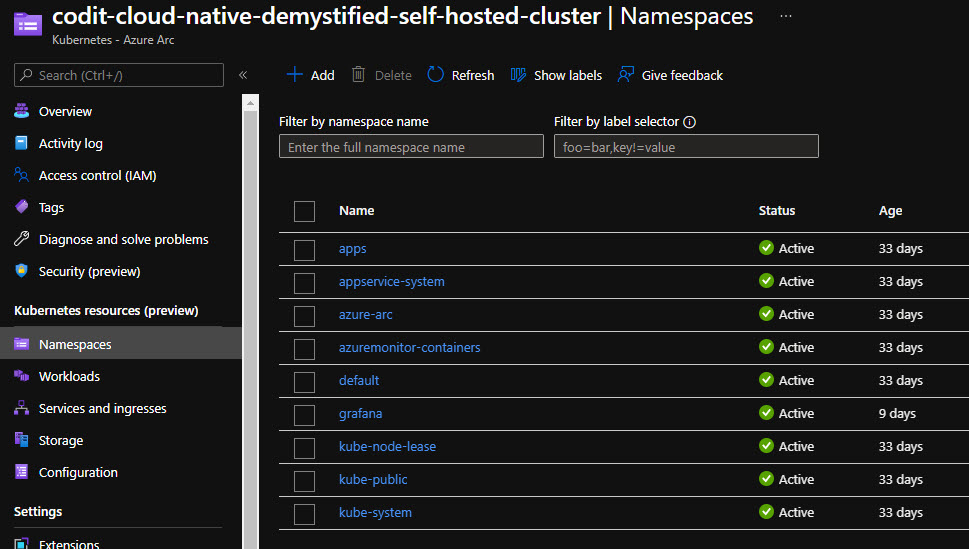 codit-cloud-native-demystified-self-hosted-cluster | Namespaces ...
Kubernetes - Azure Arc
Search (Ctrl+/) «
Overview
Activity log
Access control (IAM)
Tags
Diagnose and solve problems
Security (preview)
Kubernetes resources (preview)
Namespaces
Workloads
Services and ingresses
Storage
Configuration
Settings
Extensions
Add Delete Refresh Show labels Give feedback
Filter by namespace name Filter by label selector
Enter the full namespace name foo=bar,key!=value
Name Status Age
apps Active 33 days
appservice-system Active 33 days
azure-arc Active 33 days
azuremonitor-containers Active 33 days
default Active 33 days
grafana Active 9 days
kube-node-lease Active 33 days
kube-public Active 33 days
kube-system Active 33 days